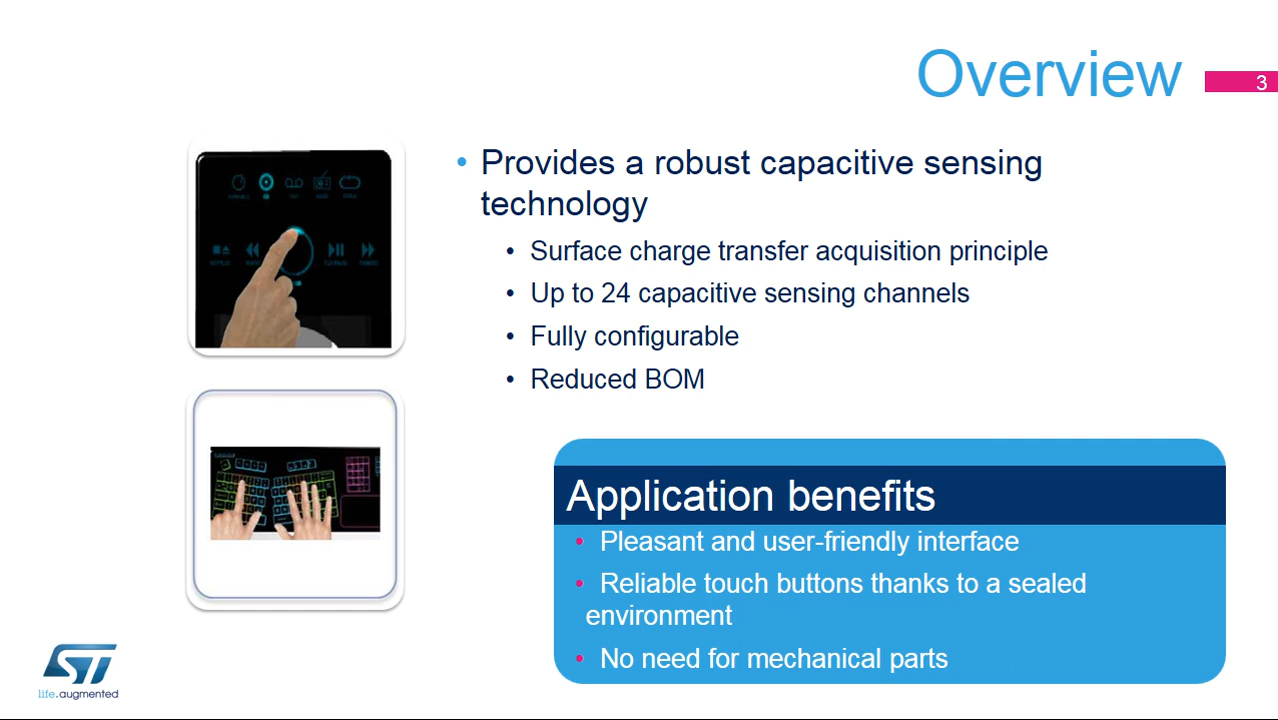 Overview
3
• Provides a robust capacitive sensing
technology
• Surface charge transfer acquisition principle
• Up to 24 capacitive sensing channels
• Fully configurable
• Reduced BOM
Application benefits
• Pleasant and user-friendly interface
• Reliable touch buttons thanks to a sealed
environment
• No need for mechanical parts
ST
life.augmented